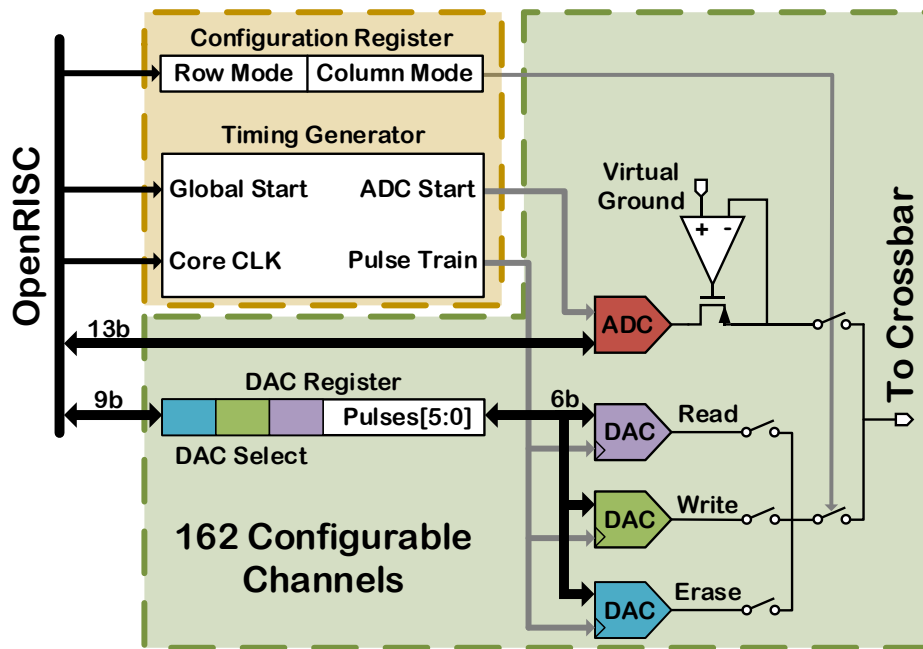 OpenRISC
Configuration Register
Row Mode
Column Mode
Timing Generator
Global Start
ADC Start
Core CLK
Pulse Train
Virtual
Ground
+
-
13b
ADC
9b
DAC Register
Pulses[5:0]
DAC Select
6b
DAC
Read
DAC
Write
DAC
Erase
162 Configurable
Channels
To Crossbar